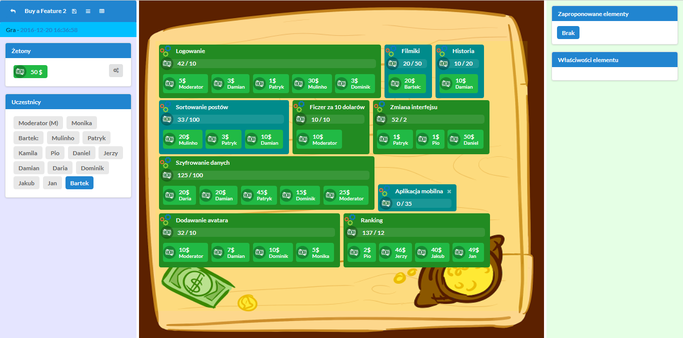 Buy a Feature 2
Gra - 2016-12-20 16:36:38
Żetony
50 $
Uczestnicy
Moderator (M) Monika
Bartek: Mulinho Patryk
Kamila Pio Daniel Jerzy
Damian Daria Dominik
Jakub Jan Bartek
Logowanie
42 / 10
5$ Moderator 3$ Damian 1$ Patryk 30$ Mulinho 3$ Dominik
Filmiki
20 / 50
20$ Bartek:
Historia
10 / 20
10$ Damian
Sortowanie postów
33 / 100
20$ Mulinho 3$ Patryk 10$ Damian
Ficzer za 10 dolarów
10 / 10
10$ Moderator
Zmiana interfejsu
32 / 2
1$ Patryk 1$ Pio 30$ Daniel
Szyfrowanie danych
125 / 100
20$ Daria 20$ Damian 45$ Patryk 15$ Dominik 25$ Moderator
Aplikacja mobilna ×
0 / 35
Dodawanie avatara
32 / 10
10$ Moderator 7$ Damian 10$ Dominik 5$ Monika
Ranking
137 / 12
2$ Pio 46$ Jerzy 40$ Jakub 49$ Jan
Zaproponowane elementy
Brak
Właściwości elementu